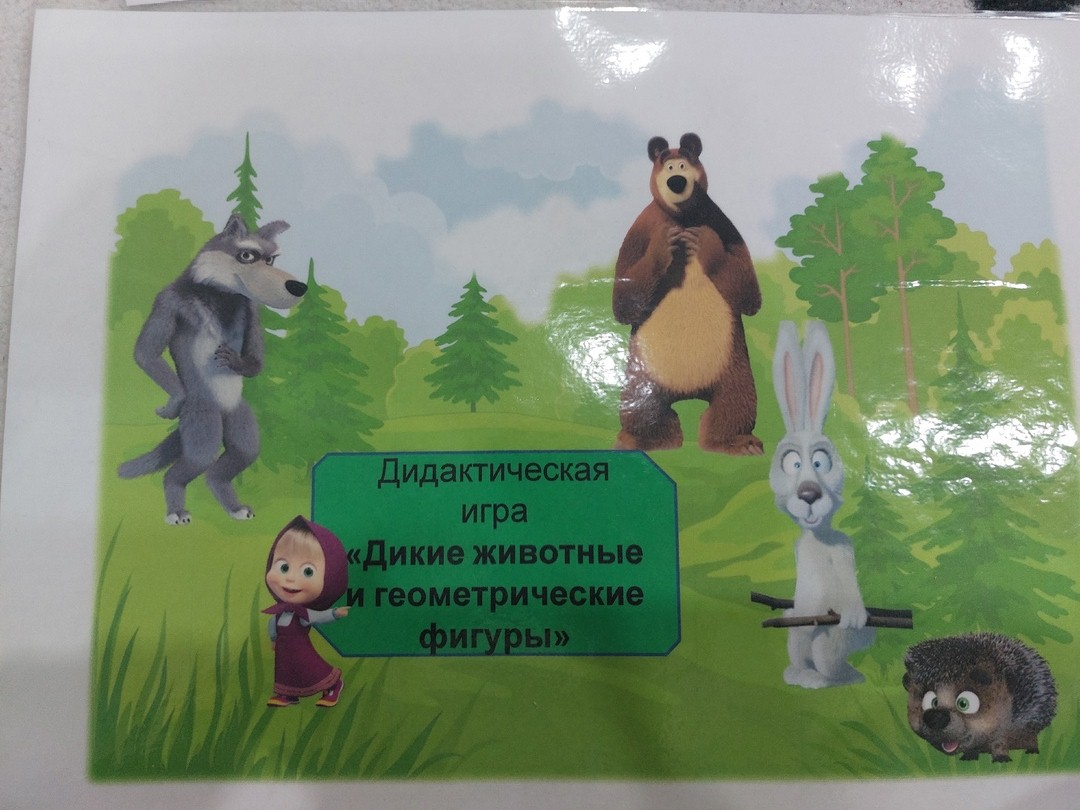 Дидактическая
игра
«Дикие животные
и геометрические
фигуры»